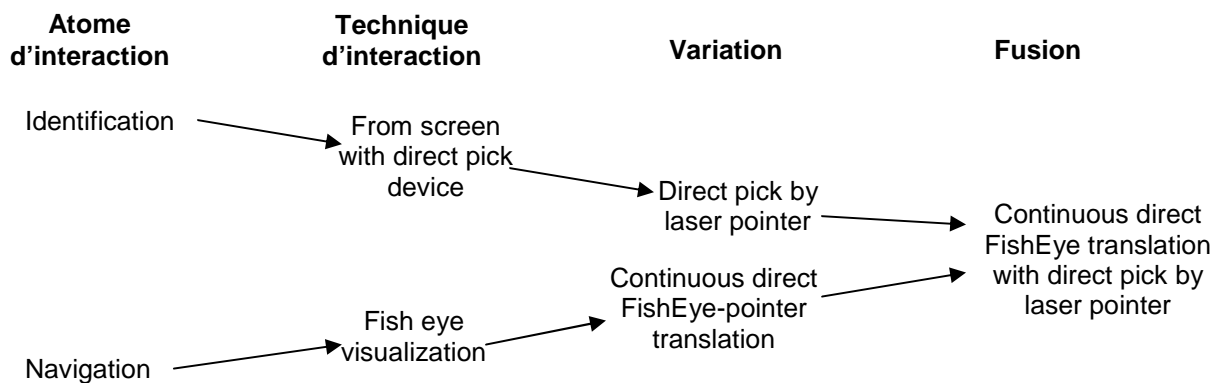 Atome
d'interaction
Technique
d'interaction
Variation
Fusion
Identification
From screen
with direct pick
device
Direct pick by
laser pointer
Continuous direct
FishEye translation
with direct pick by
laser pointer
Continuous direct
FishEye-pointer
translation
Fish eye
visualization
Navigation